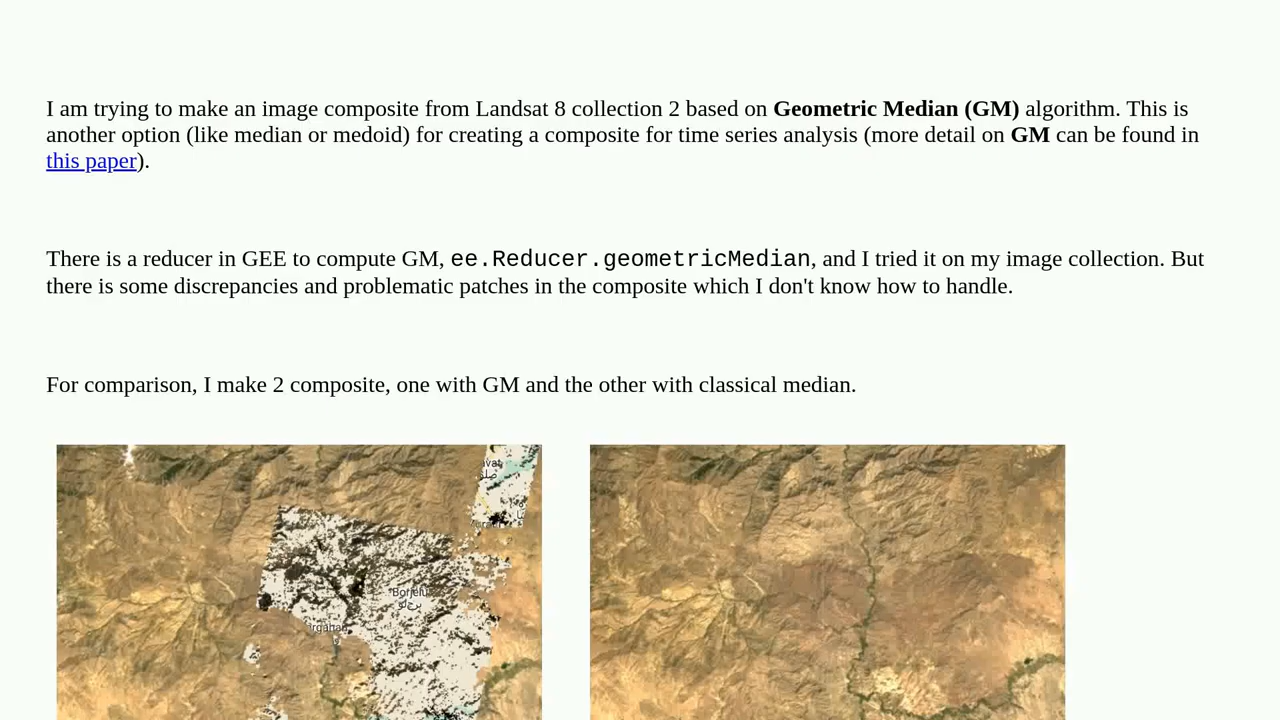 I am trying to make an image composite from Landsat 8 collection 2 based on Geometric Median (GM) algorithm. This is
another option (like median or medoid) for creating a composite for time series analysis (more detail on GM can be found in
this paper).
There is a reducer in GEE to compute GM, ee.Reducer.geometricMedian, and I tried it on my image collection. But
there is some discrepancies and problematic patches in the composite which I don't know how to handle.
For comparison, I make 2 composite, one with GM and the other with classical median.
برج‌لو